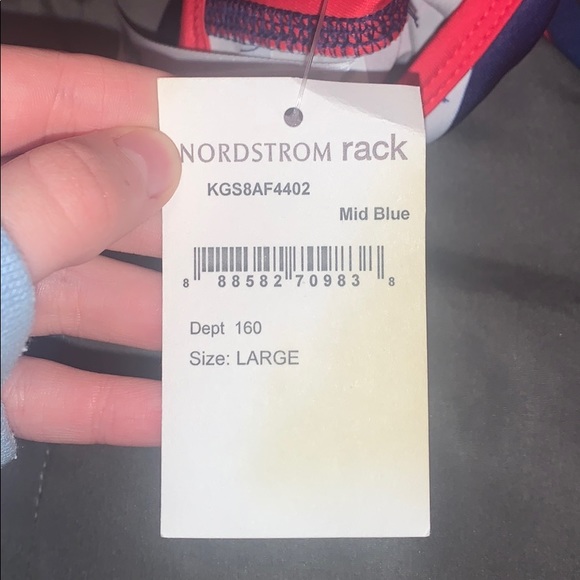 NORDSTROM rack
KGS8AF4402
Mid Blue
8 88582 70983 8
Dept 160
Size: LARGE